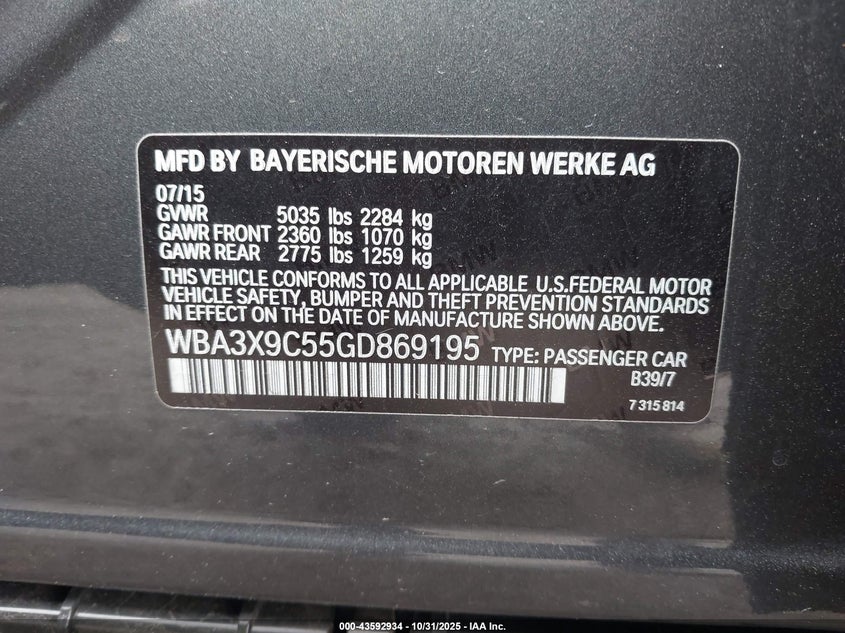 MFD BY BAYERISCHE MOTOREN WERKE AG
07/15
GVWR 5035 lbs 2284 kg
GAWR FRONT 2360 lbs 1070 kg
GAWR REAR 2775 lbs 1259 kg
THIS VEHICLE CONFORMS TO ALL APPLICABLE U.S.FEDERAL MOTOR
VEHICLE SAFETY, BUMPER AND THEFT PREVENTION STANDARDS
IN EFFECT ON THE DATE OF MANUFACTURE SHOWN ABOVE.
WBA3X9C55GD869195 TYPE: PASSENGER CAR
B39/7
7 315 814
000-43592934 | 10/31/2025 - IAA Inc.